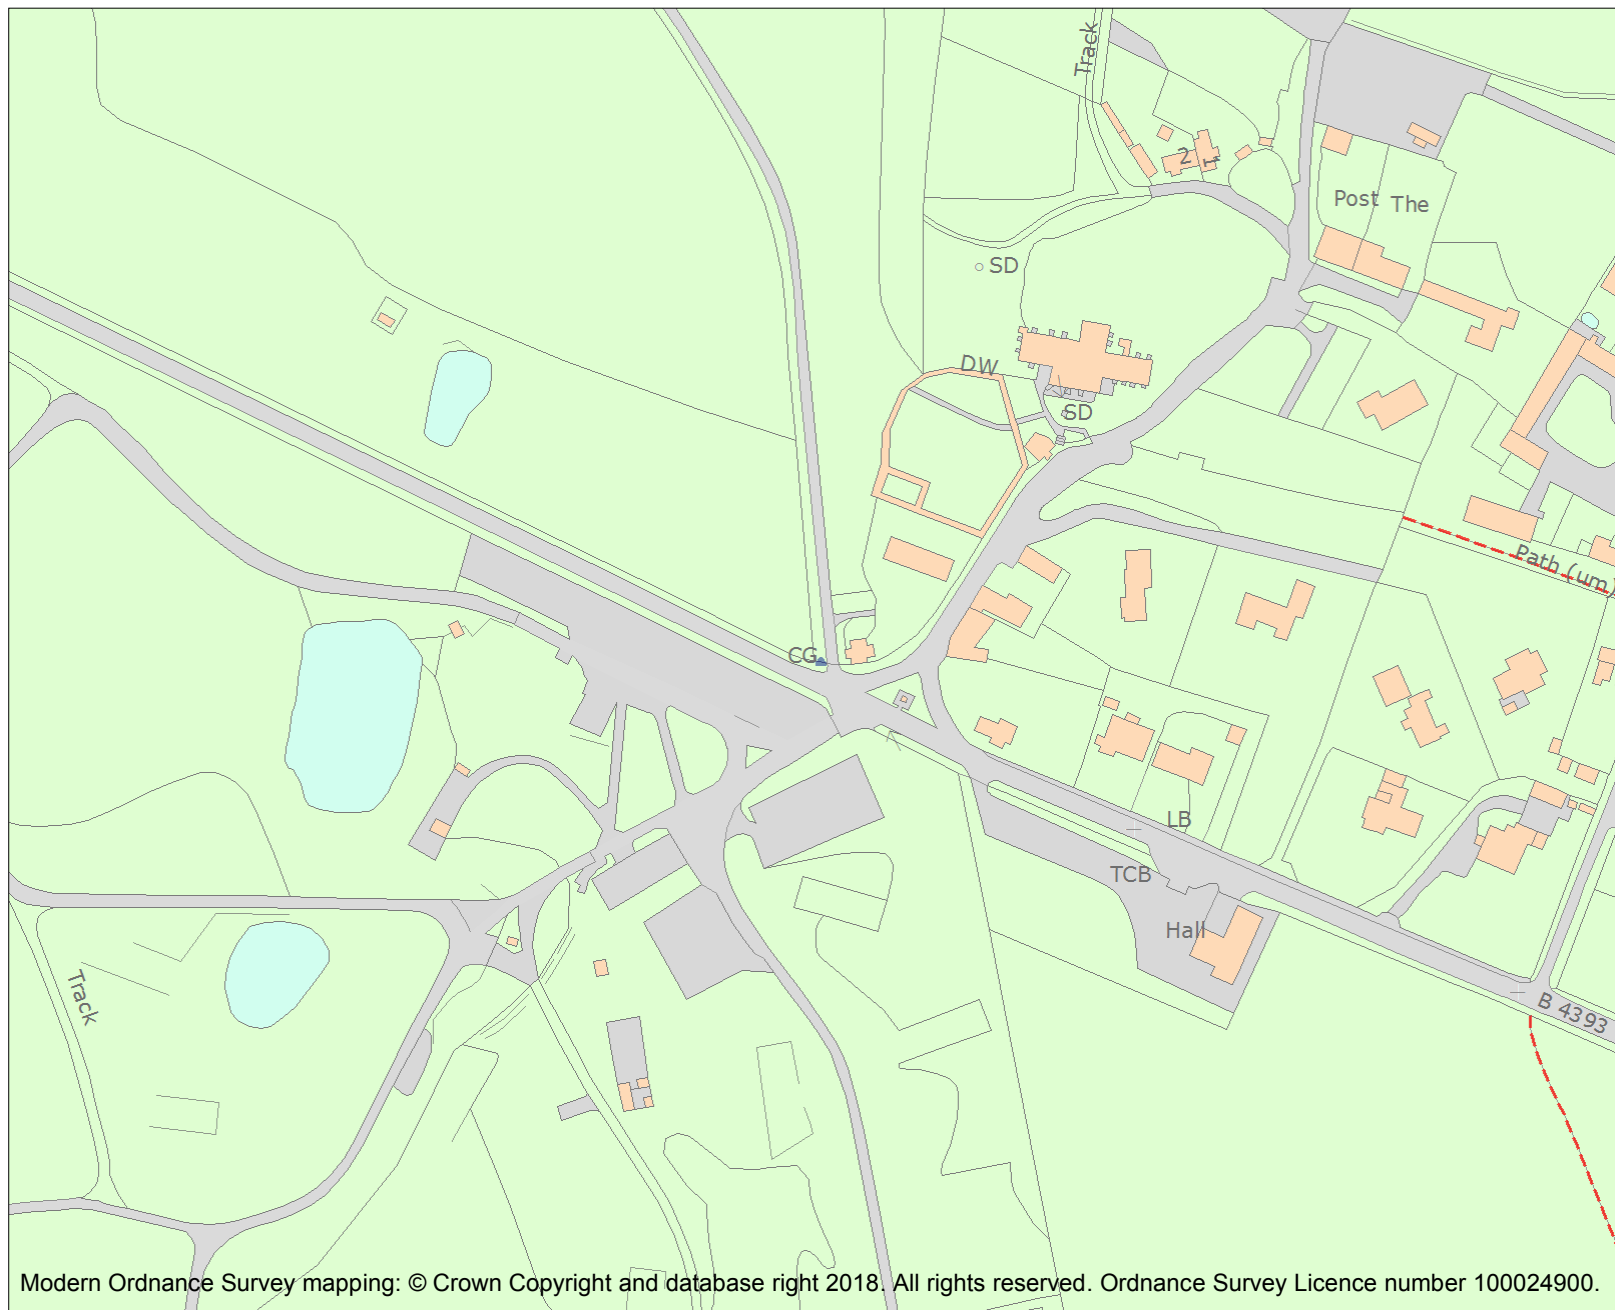 Track
2
1
Post
The
SD
DW
SD
Path (um)
CG
LB
TCB
Hall
Track
B 4393
Modern Ordnance Survey mapping: © Crown Copyright and database right 2018. All rights reserved. Ordnance Survey Licence number 100024900.